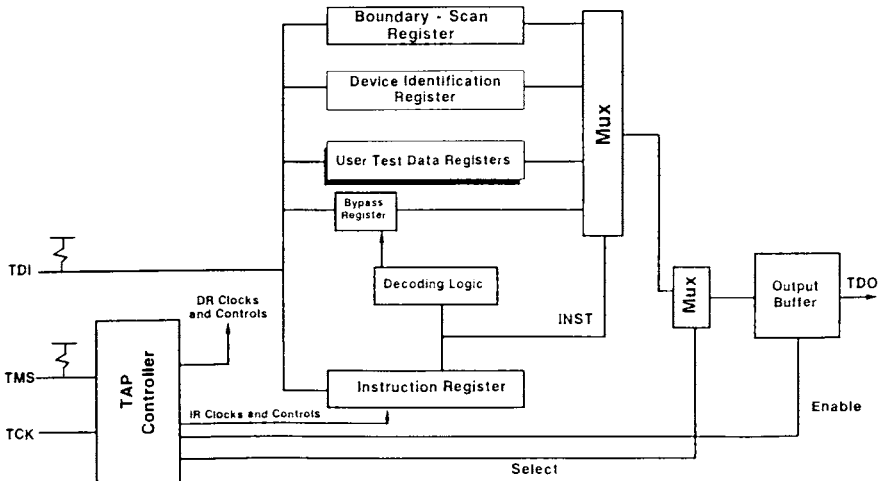 Boundary - Scan
Register
Device Identification
Register
Mux
User Test Data Registers
Bypass
Register
TDI
Decoding Logic
Mux
Output
Buffer
TDO
DR Clocks
and Controls
INST
TMS
TAP
Controller
Instruction Register
IR Clocks and Controls
Enable
TCK
Select